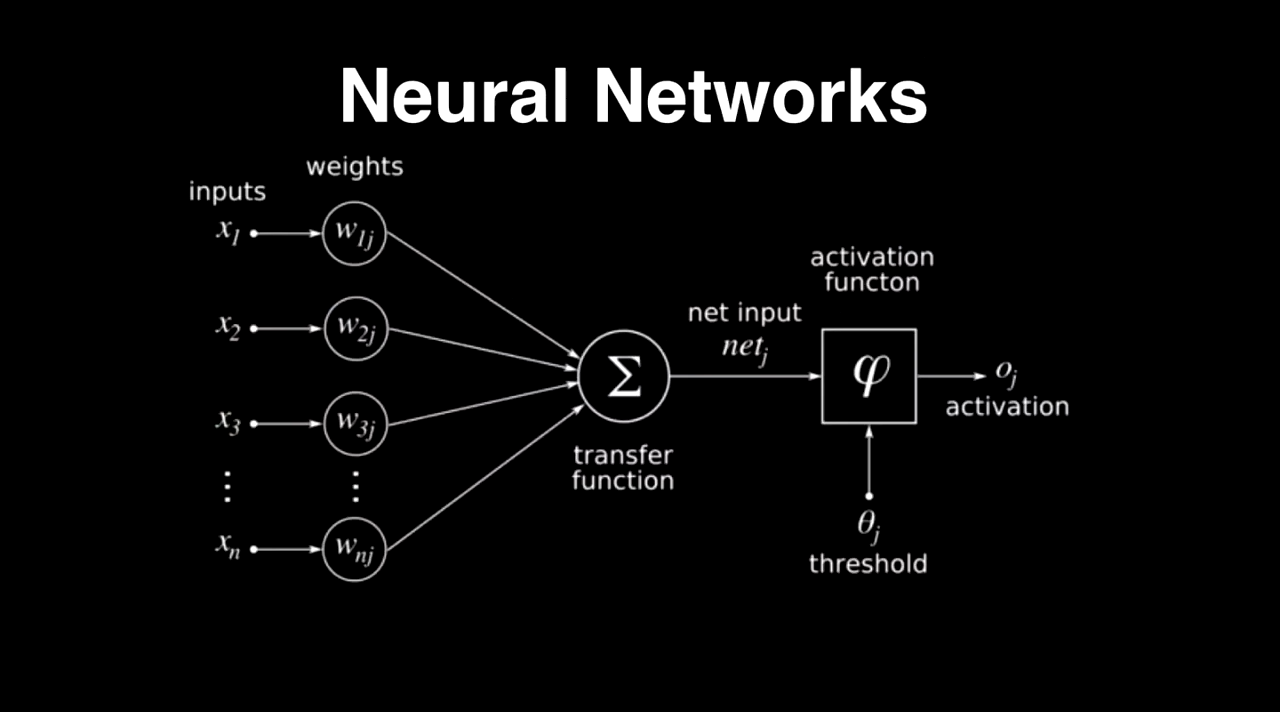 Neural Networks
weights
inputs
x1
w1j
x2
w2j
x3
w3j
⋮
⋮
xn
wnj
Σ
transfer
function
net input
netj
activation
functon
φ
oj
activation
θj
threshold